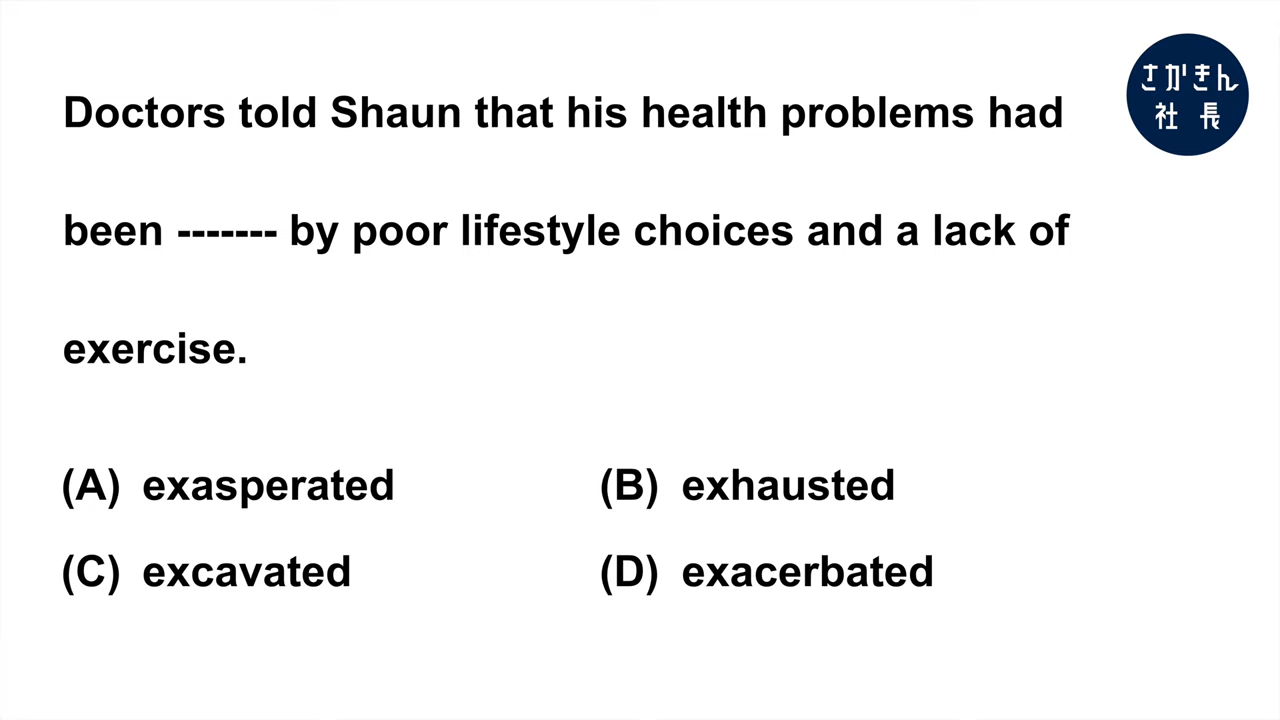 Doctors told Shaun that his health problems had
been ------- by poor lifestyle choices and a lack of
exercise.
(A) exasperated
(B) exhausted
(C) excavated
(D) exacerbated
さかきん
社長